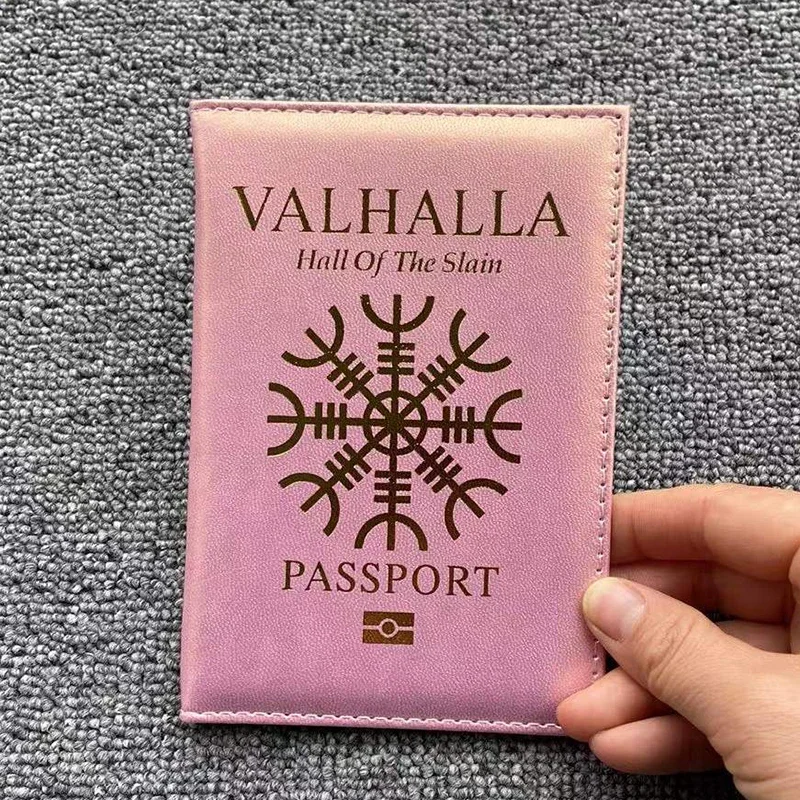 VALHALLA
Hall Of The Slain
PASSPORT